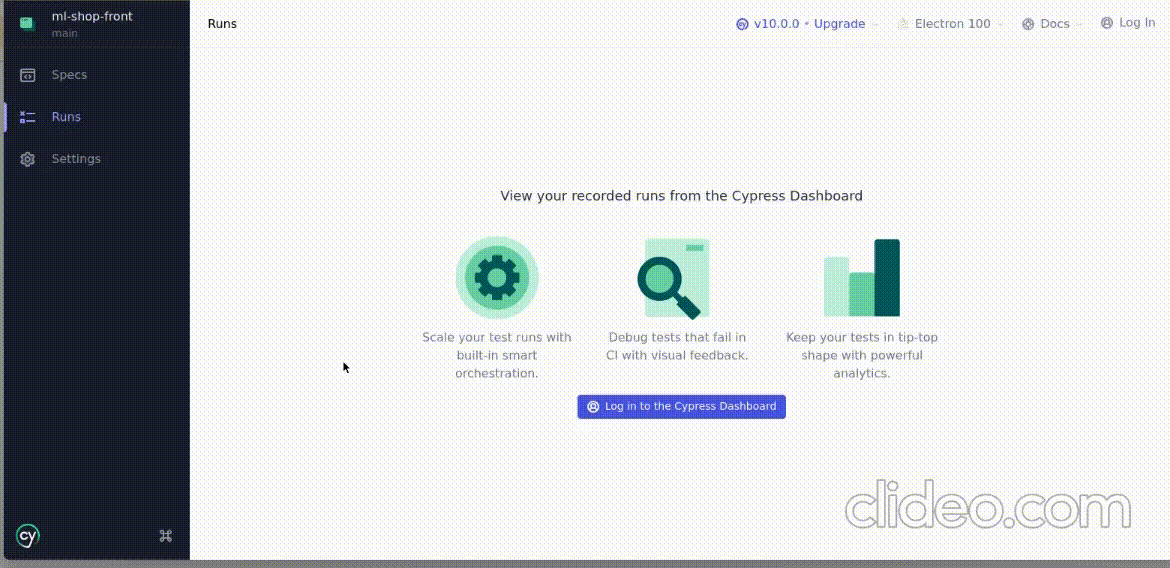 ml-shop-front
main
Runs
v10.0.0 • Upgrade
Electron 100
Docs
Log In
Specs
Runs
Settings
View your recorded runs from the Cypress Dashboard
Scale your test runs with
built-in smart
orchestration.
Debug tests that fail in
CI with visual feedback.
Keep your tests in tip-top
shape with powerful
analytics.
Log in to the Cypress Dashboard
clideo.com
cy